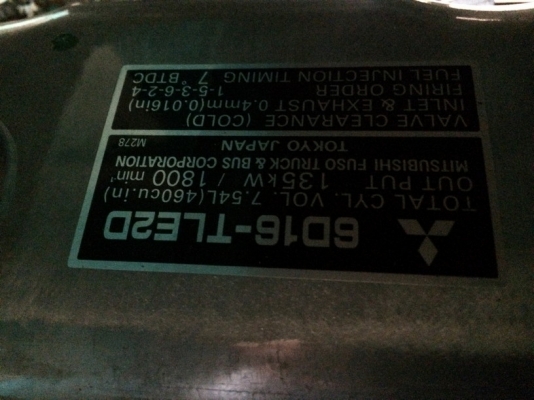 6D16-TLE2D
TOTAL CYL. VOL. 7.54L(460cu.in)
OUTPUT 135kW / 1800 min⁻¹
MITSUBISHI FUSO TRUCK & BUS CORPORATION
TOKYO JAPAN M278
VALVE CLEARANCE (COLD)
INLET & EXHAUST 0.4mm(0.016in)
FIRING ORDER 1-5-3-6-2-4
FUEL INJECTION TIMING 7° BTDC